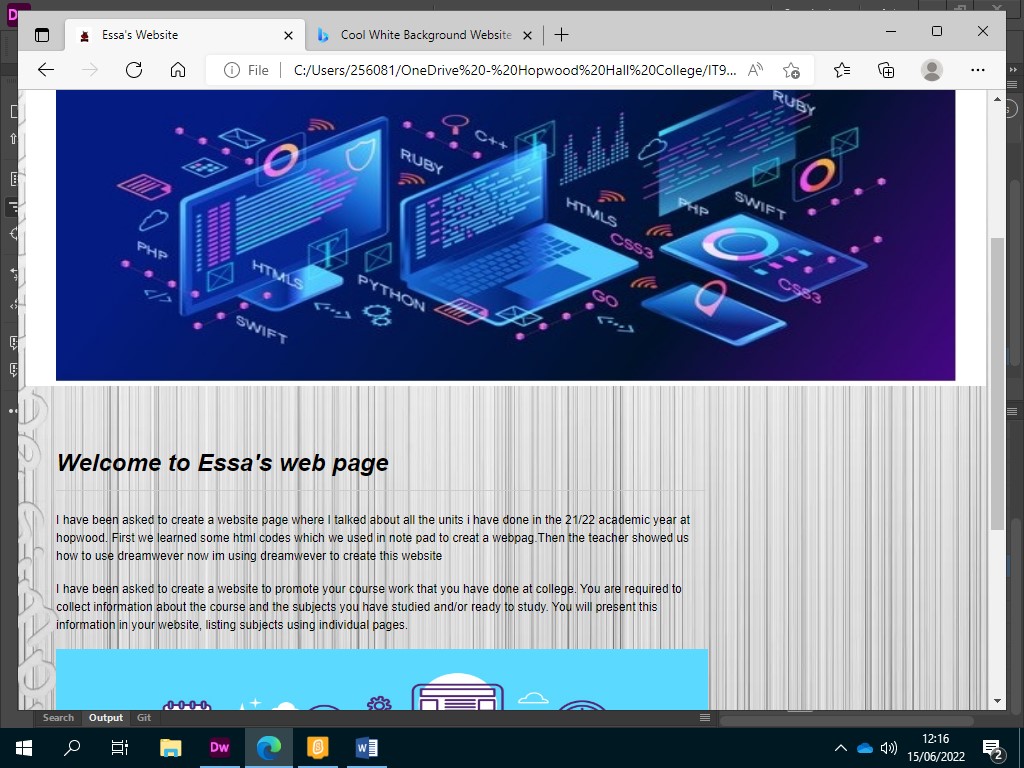 Essa's Website
Cool White Background Website
File
C:/Users/256081/OneDrive%20-%20Hopwood%20Hall%20College/IT9...
RUBY
C++
T
RUBY
PHP
HTMLS
SWIFT
PHP
T
CSS3
HTMLS
PYTHON
GO
CSS3
SWIFT
Welcome to Essa's web page
I have been asked to create a website page where I talked about all the units i have done in the 21/22 academic year at
hopwood. First we learned some html codes which we used in note pad to creat a webpag.Then the teacher showed us
how to use dreamwever now im using dreamwever to create this website
I have been asked to create a website to promote your course work that you have done at college. You are required to
collect information about the course and the subjects you have studied and/or ready to study. You will present this
information in your website, listing subjects using individual pages.
Search Output Git
Dw
W
12:16
15/06/2022
2